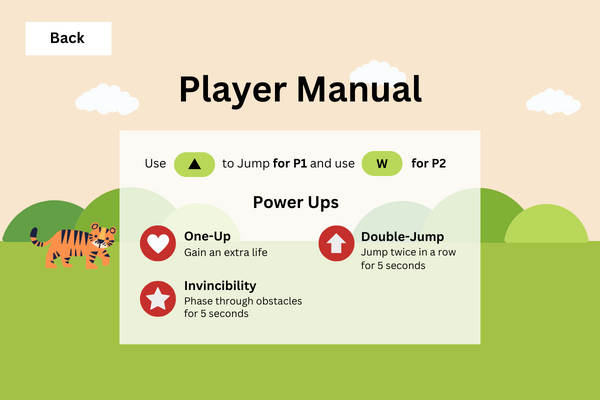 Back
Player Manual
Use ▲ to Jump for P1 and use W for P2
Power Ups
One-Up
Gain an extra life
Double-Jump
Jump twice in a row
for 5 seconds
Invincibility
Phase through obstacles
for 5 seconds